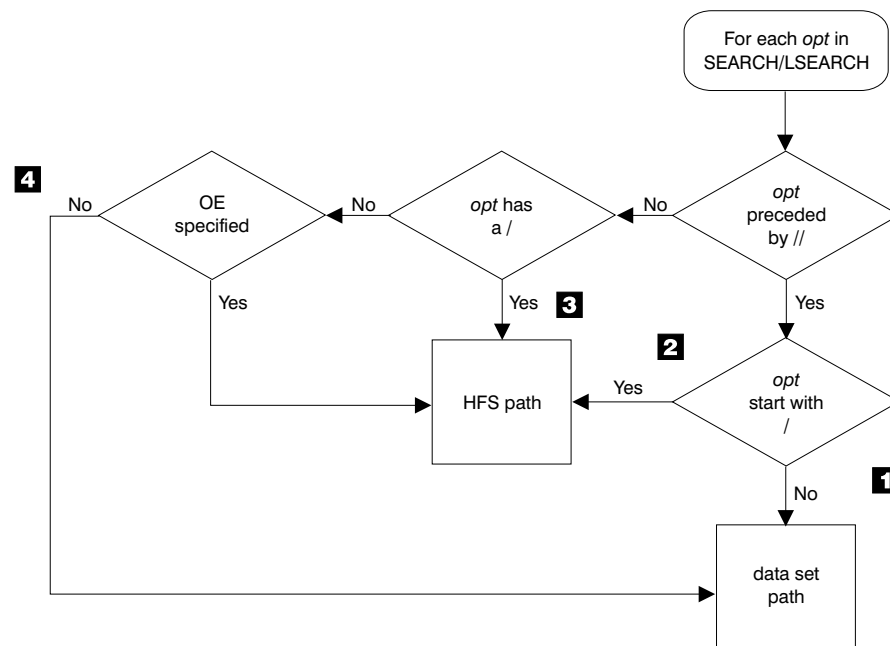 For each opt in
SEARCH/LSEARCH
4
No
OE
specified
No
opt has
a /
No
opt
preceded
by //
Yes
Yes
3
Yes
2
HFS path
Yes
opt
start with
/
1
No
data set
path